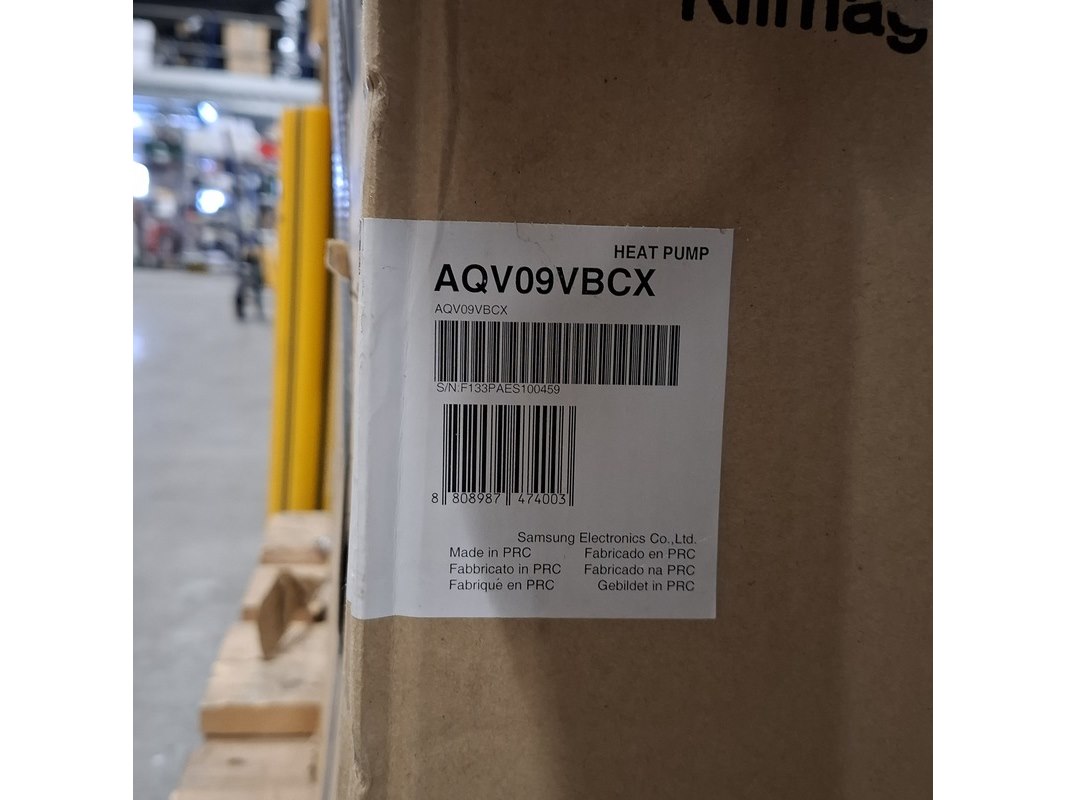 HEAT PUMP
AQV09VBCX
AQV09VBCX
S/N:F133PAES100459
8 808987 474003
Samsung Electronics Co.,Ltd.
Made in PRC Fabricado en PRC
Fabbricato in PRC Fabricado na PRC
Fabriqué en PRC Gebildet in PRC